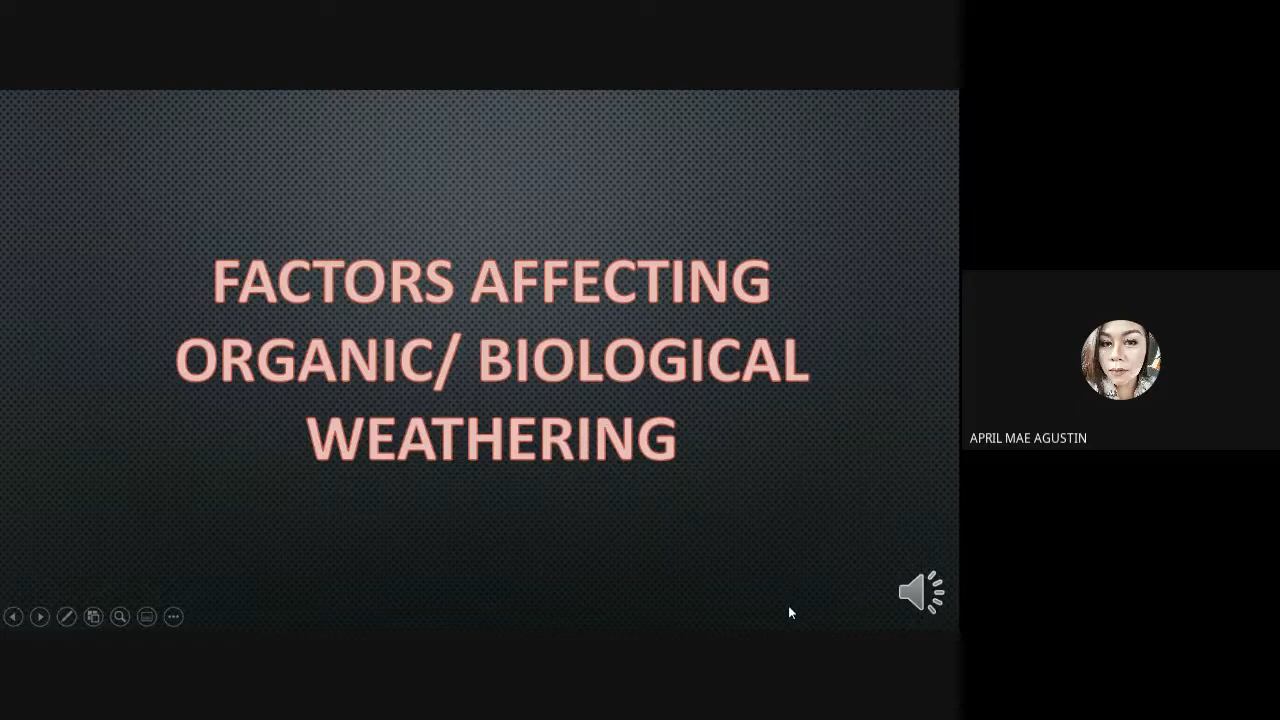 FACTORS AFFECTING
ORGANIC/ BIOLOGICAL
WEATHERING
APRIL MAE AGUSTIN